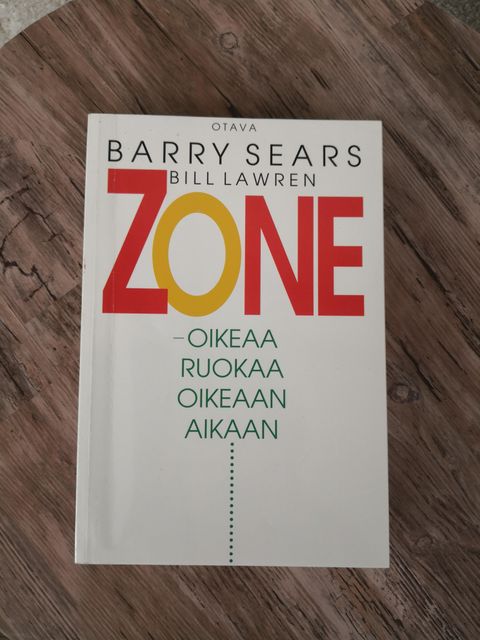 OTAVA
BARRY SEARS
BILL LAWREN
ZONE
–OIKEAA
RUOKAA
OIKEAAN
AIKAAN